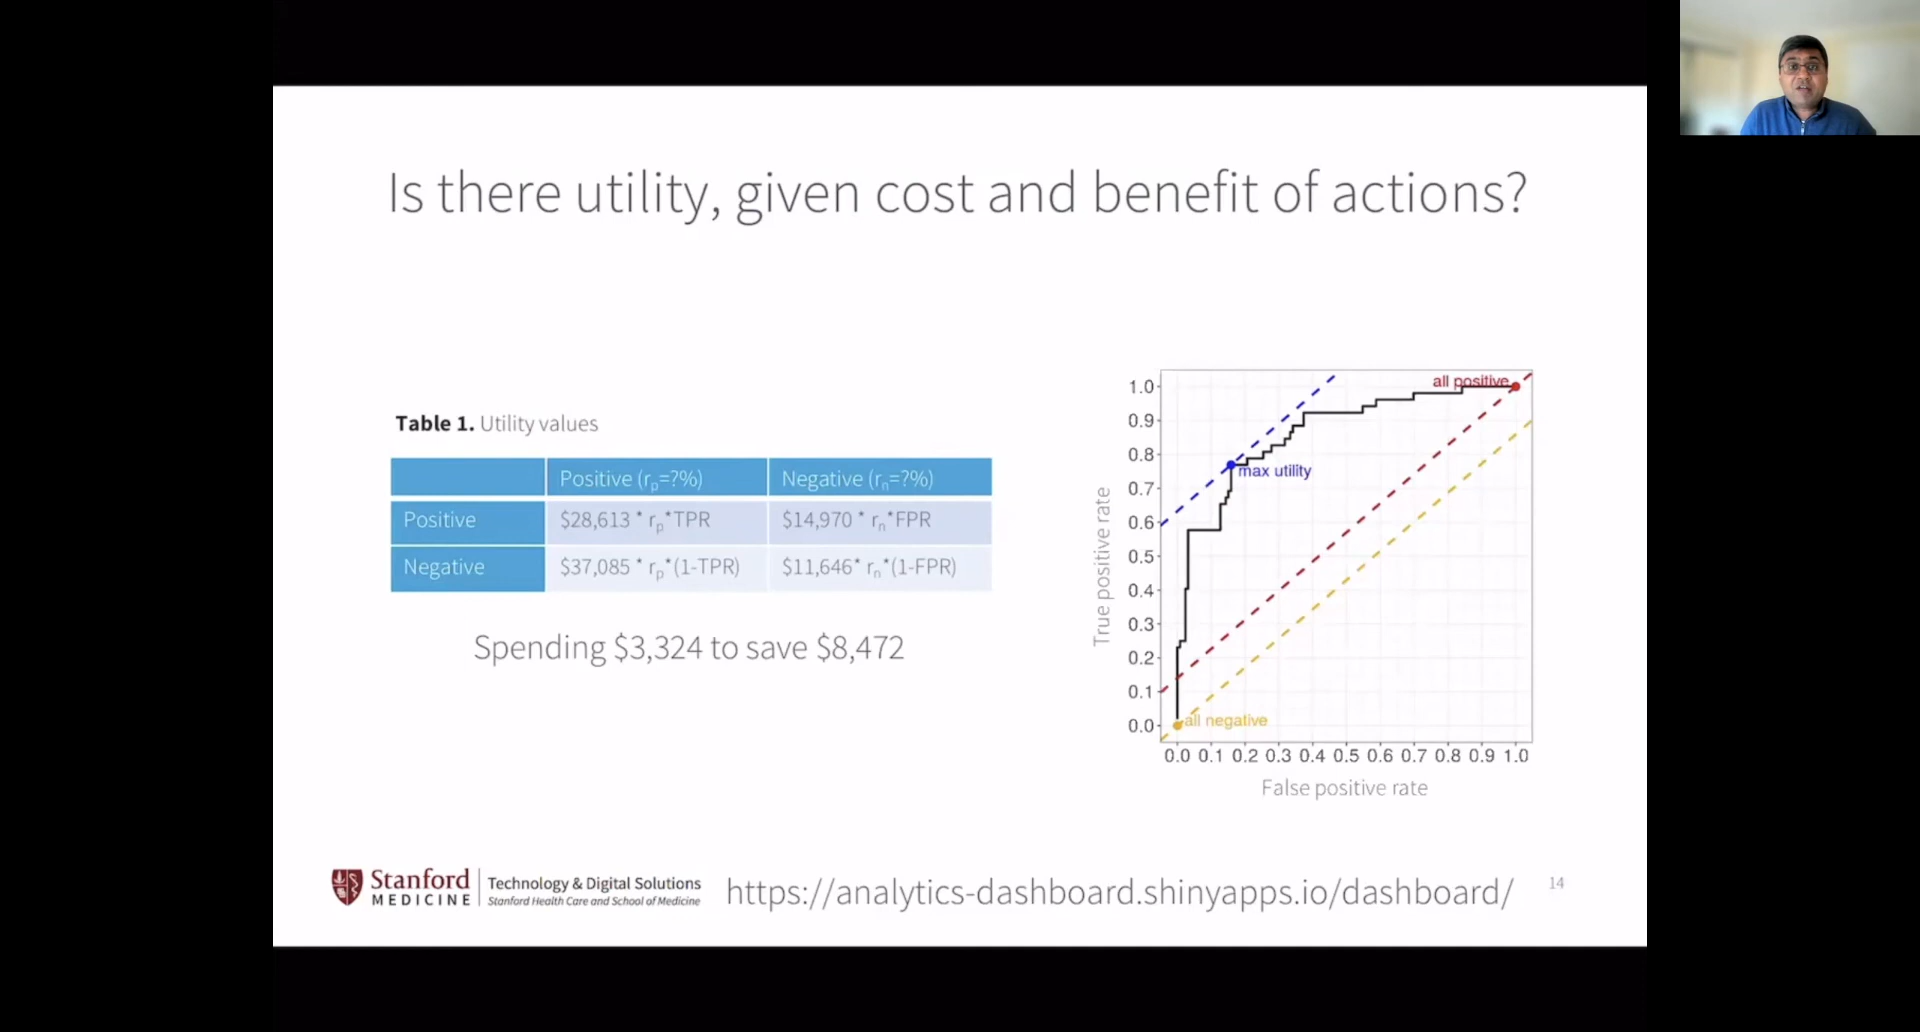 Is there utility, given cost and benefit of actions?
Table 1. Utility values
Positive (rp=?%) Negative (rn=?%)
Positive $28,613 * rp*TPR $14,970 * rn*FPR
Negative $37,085 * rp*(1-TPR) $11,646* rn*(1-FPR)
Spending $3,324 to save $8,472
True positive rate
1.0
0.9
0.8
0.7
0.6
0.5
0.4
0.3
0.2
0.1
0.0
all positive
max utility
all negative
0.0 0.1 0.2 0.3 0.4 0.5 0.6 0.7 0.8 0.9 1.0
False positive rate
Stanford
MEDICINE
Technology & Digital Solutions
Stanford Health Care and School of Medicine
https://analytics-dashboard.shinyapps.io/dashboard/
14